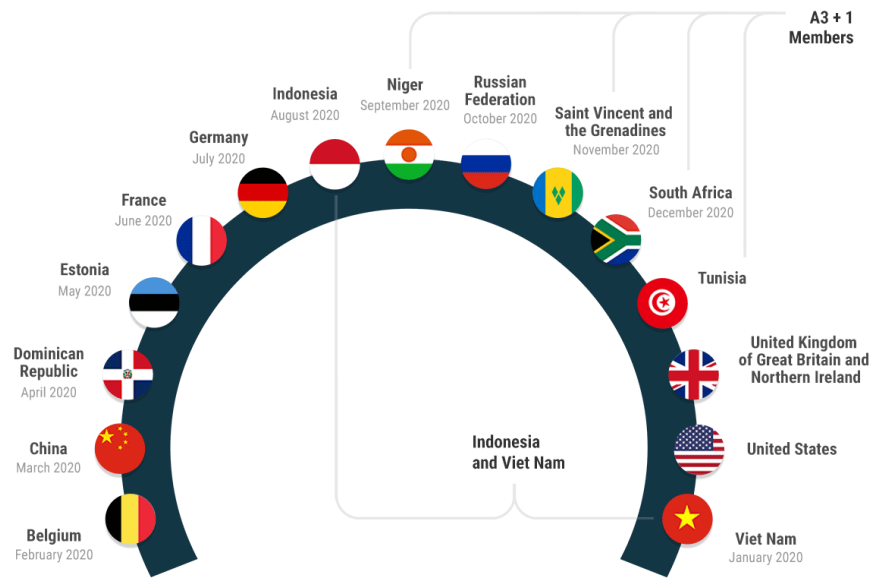 A3 + 1
Members
Niger
September 2020
Russian
Federation
October 2020
Indonesia
August 2020
Saint Vincent and
the Grenadines
November 2020
Germany
July 2020
South Africa
December 2020
France
June 2020
Tunisia
Estonia
May 2020
United Kingdom
of Great Britain and
Northern Ireland
Dominican
Republic
April 2020
China
March 2020
Indonesia
and Viet Nam
United States
Belgium
February 2020
Viet Nam
January 2020